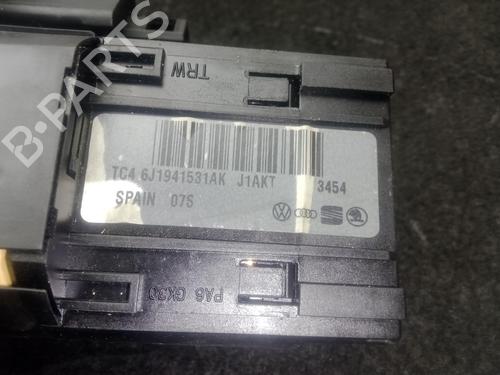 TRW
TC4 6J1941531AK J1AKT 3454
SPAIN 07S
PA6 GK30
B-PARTS